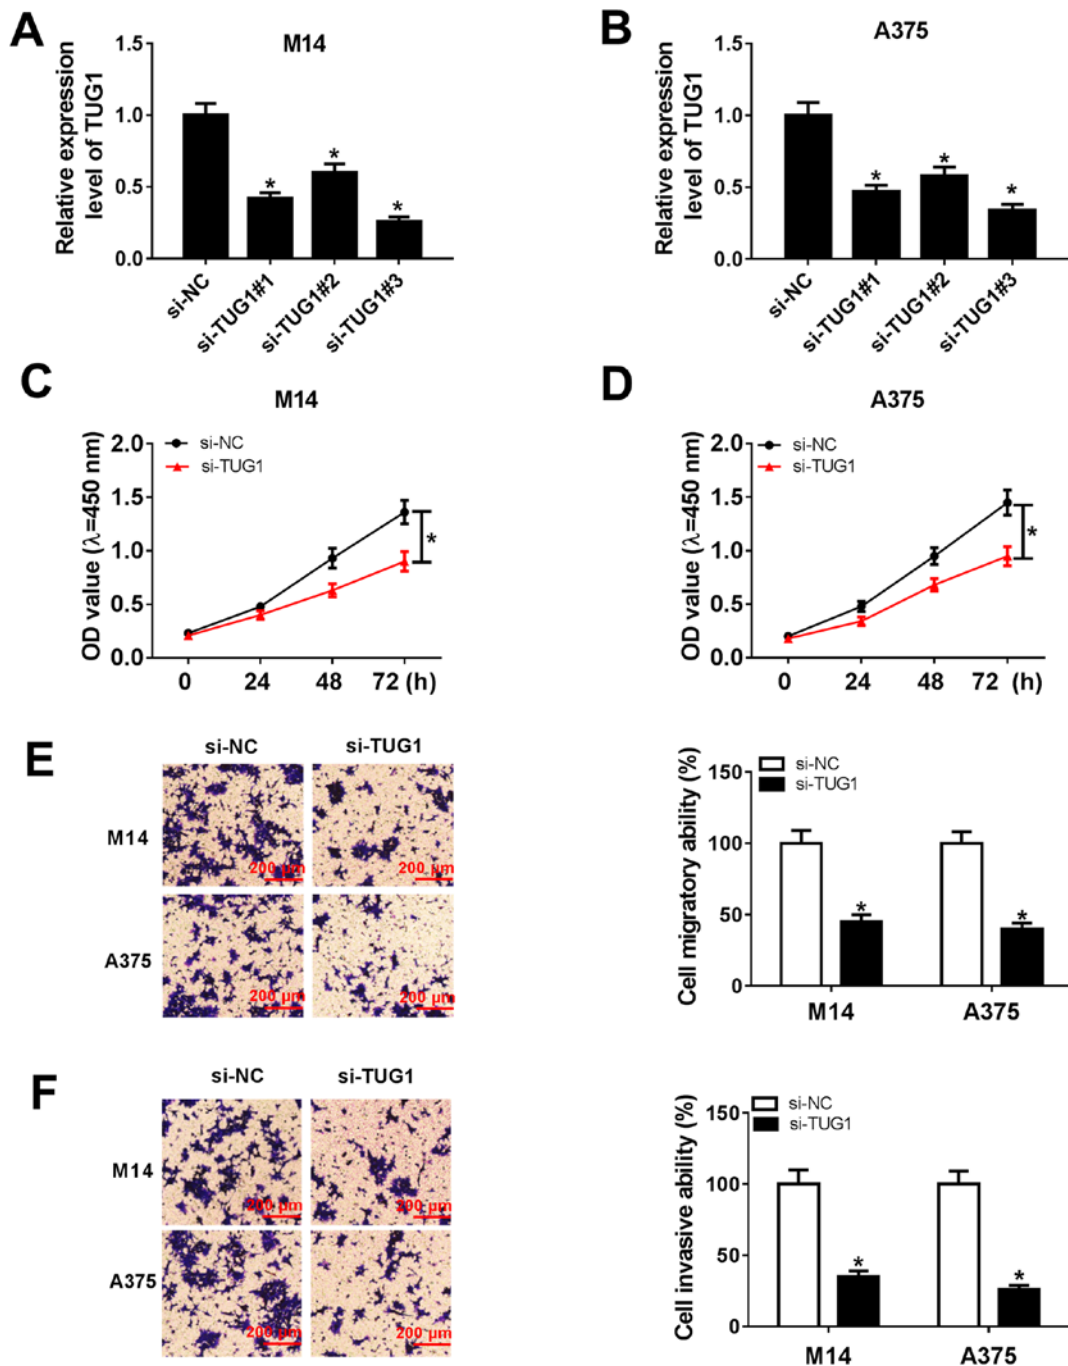 A
M14
Relative expression
level of TUG1
1.5
1.0
0.5
0.0
*
*
*
si-NC
si-TUG1#1
si-TUG1#2
si-TUG1#3
B
A375
Relative expression
level of TUG1
1.5
1.0
0.5
0.0
*
*
*
si-NC
si-TUG1#1
si-TUG1#2
si-TUG1#3
C
M14
OD value (λ=450 nm)
2.0
1.5
1.0
0.5
0.0
si-NC
si-TUG1
*
0 24 48 72 (h)
D
A375
OD value (λ=450 nm)
2.0
1.5
1.0
0.5
0.0
si-NC
si-TUG1
*
0 24 48 72 (h)
E
si-NC si-TUG1
M14
200 μm 200 μm
A375
200 μm 200 μm
Cell migratory ability (%)
150
100
50
0
si-NC
si-TUG1
*
*
M14 A375
F
si-NC si-TUG1
M14
200 μm 200 μm
A375
200 μm 200 μm
Cell invasive ability (%)
150
100
50
0
si-NC
si-TUG1
*
*
M14 A375